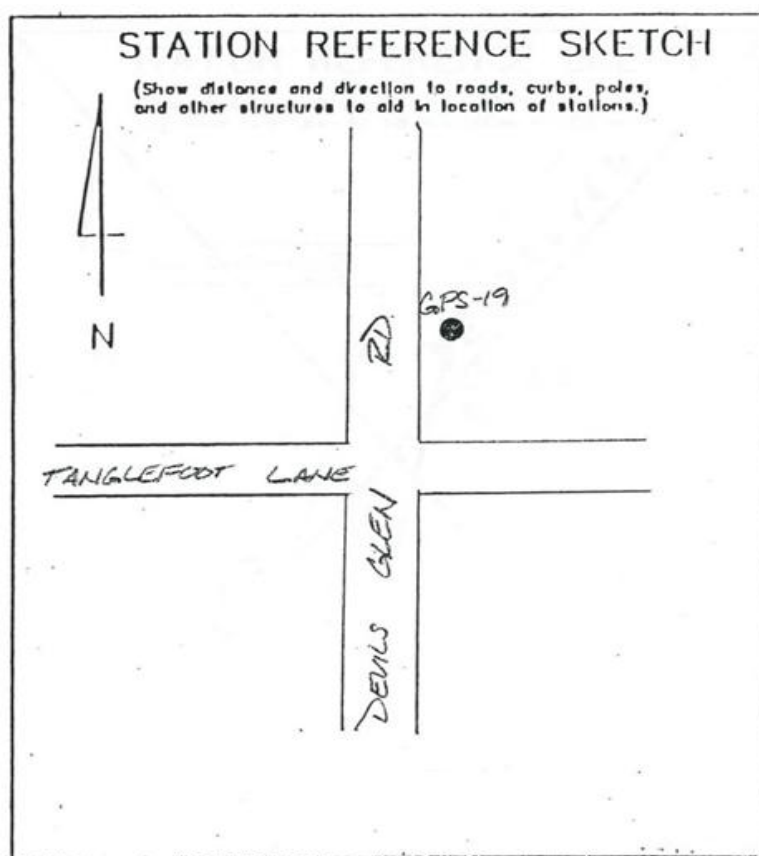 STATION REFERENCE SKETCH
(Show distance and direction to roads, curbs, poles,
and other structures to aid in location of stations.)
N
GPS-19
RD.
TANGLEFOOT LANE
DEVILS GLEN